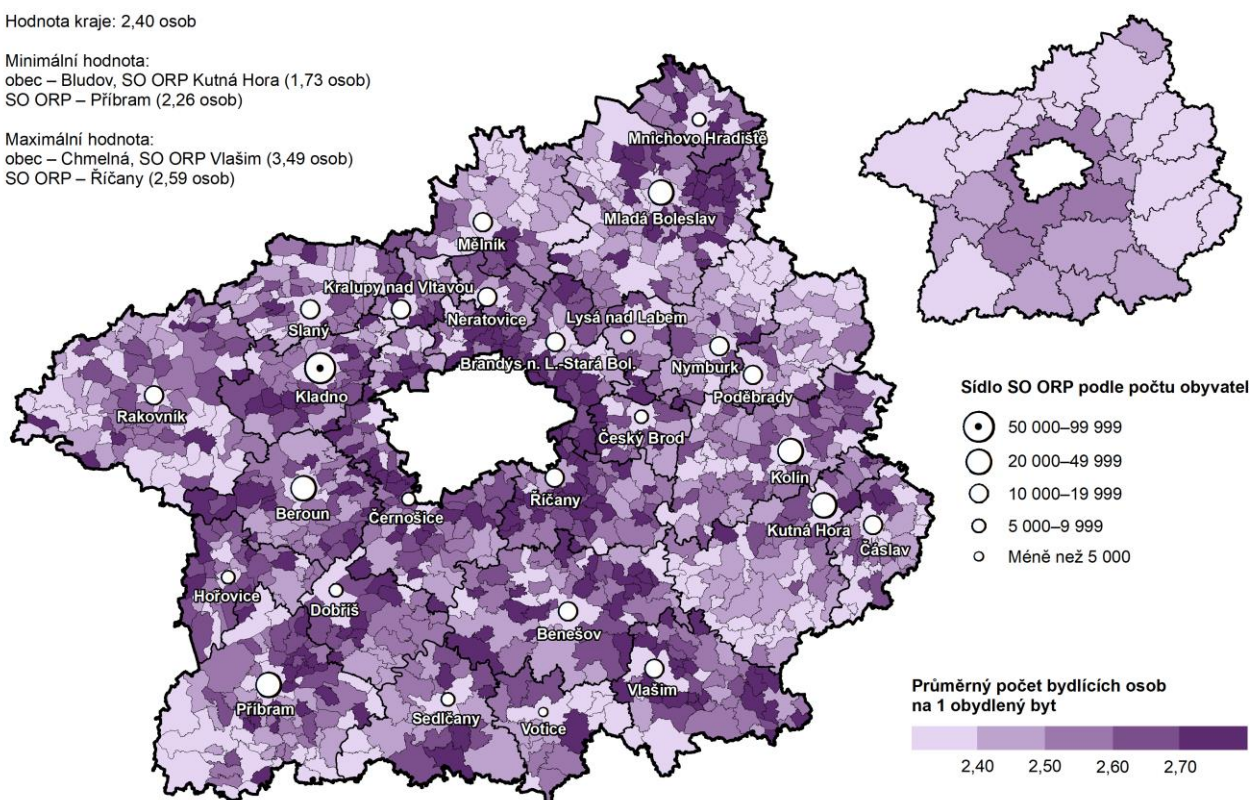 Hodnota kraje: 2,40 osob
Minimální hodnota:
obec – Bludov, SO ORP Kutná Hora (1,73 osob)
SO ORP – Příbram (2,26 osob)
Maximální hodnota:
obec – Chmelná, SO ORP Vlašim (3,49 osob)
SO ORP – Říčany (2,59 osob)
Mnichovo Hradiště
Mladá Boleslav
Mělník
Kralupy nad Vltavou
Slaný
Neratovice
Lysá nad Labem
Brandýs n. L.-Stará Bol.
Nymburk
Poděbrady
Kladno
Rakovník
Český Brod
Kolín
Říčany
Beroun
Černošice
Kutná Hora
Čáslav
Hořovice
Dobříš
Benešov
Vlašim
Příbram
Sedlčany
Votice
Sídlo SO ORP podle počtu obyvatel
50 000–99 999
20 000–49 999
10 000–19 999
5 000–9 999
Méně než 5 000
Průměrný počet bydlících osob
na 1 obydlený byt
2,40 2,50 2,60 2,70